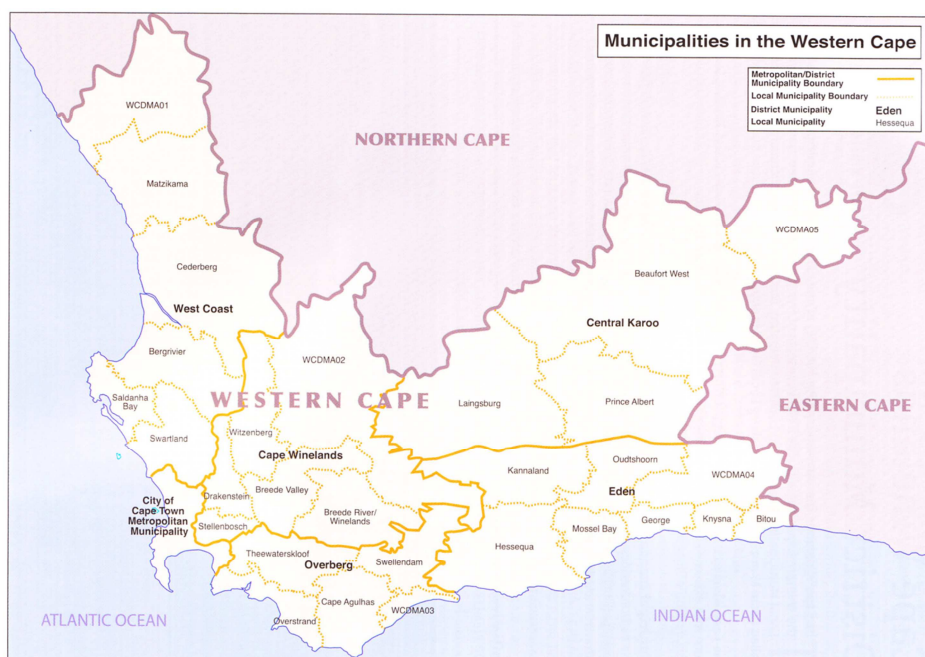 Municipalities in the Western Cape
Metropolitan/District
Municipality Boundary
Local Municipality Boundary
District Municipality Eden
Local Municipality Hessequa
WCDMA01
NORTHERN CAPE
Matzikama
WCDMA05
Cederberg
Beaufort West
West Coast
Central Karoo
Bergrivier
WCDMA02
Saldanha
Bay
WESTERN CAPE
Laingsburg
Prince Albert
EASTERN CAPE
Swartland
Witzenberg
Cape Winelands
Kannaland
Oudtshoorn
WCDMA04
Drakenstein
Breede Valley
Eden
City of
Cape Town
Metropolitan
Municipality
Stellenbosch
Breede River/
Winelands
Mossel Bay
George
Knysna
Bitou
Hessequa
Theewaterskloof
Overberg
Swellendam
Cape Agulhas
WCDMA03
Overstrand
ATLANTIC OCEAN
INDIAN OCEAN